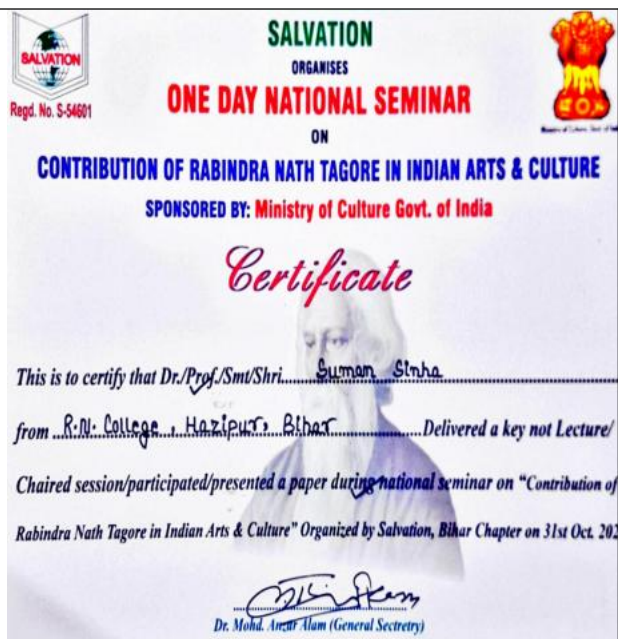 SALVATION
SALVATION
Regd. No. S-54601
ORGANISES
ONE DAY NATIONAL SEMINAR
ON
CONTRIBUTION OF RABINDRA NATH TAGORE IN INDIAN ARTS & CULTURE
SPONSORED BY: Ministry of Culture Govt. of India
Certificate
This is to certify that Dr./Prof./Smt/Shri......Suman Sinha
from R.N. College, Hazipur, Bihar Delivered a key not Lecture/
Chaired session/participated/presented a paper during national seminar on "Contribution of
Rabindra Nath Tagore in Indian Arts & Culture" Organized by Salvation, Bihar Chapter on 31st Oct. 202
Dr. Mohd. Anzur Alam (General Sectretry)